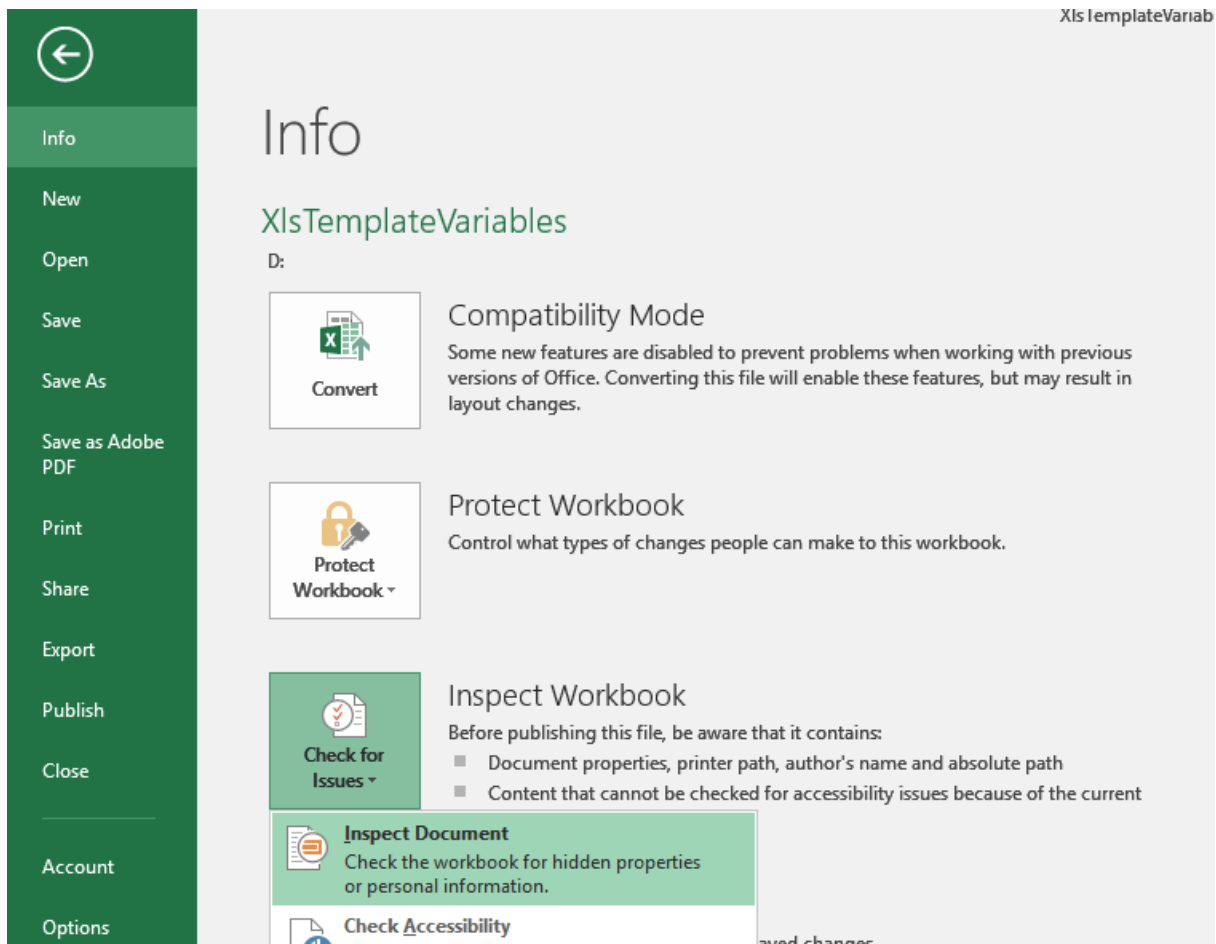 XlsTemplateVariab
Info
Info
New
XlsTemplateVariables
Open
D:
Save
Compatibility Mode
Some new features are disabled to prevent problems when working with previous
versions of Office. Converting this file will enable these features, but may result in
layout changes.
Convert
Save As
Save as Adobe
PDF
Print
Protect Workbook
Control what types of changes people can make to this workbook.
Protect
Workbook
Share
Export
Publish
Inspect Workbook
Before publishing this file, be aware that it contains:
Document properties, printer path, author's name and absolute path
Content that cannot be checked for accessibility issues because of the current
Check for
Issues
Close
Inspect Document
Check the workbook for hidden properties
or personal information.
Account
Check Accessibility
Options
aved changes.